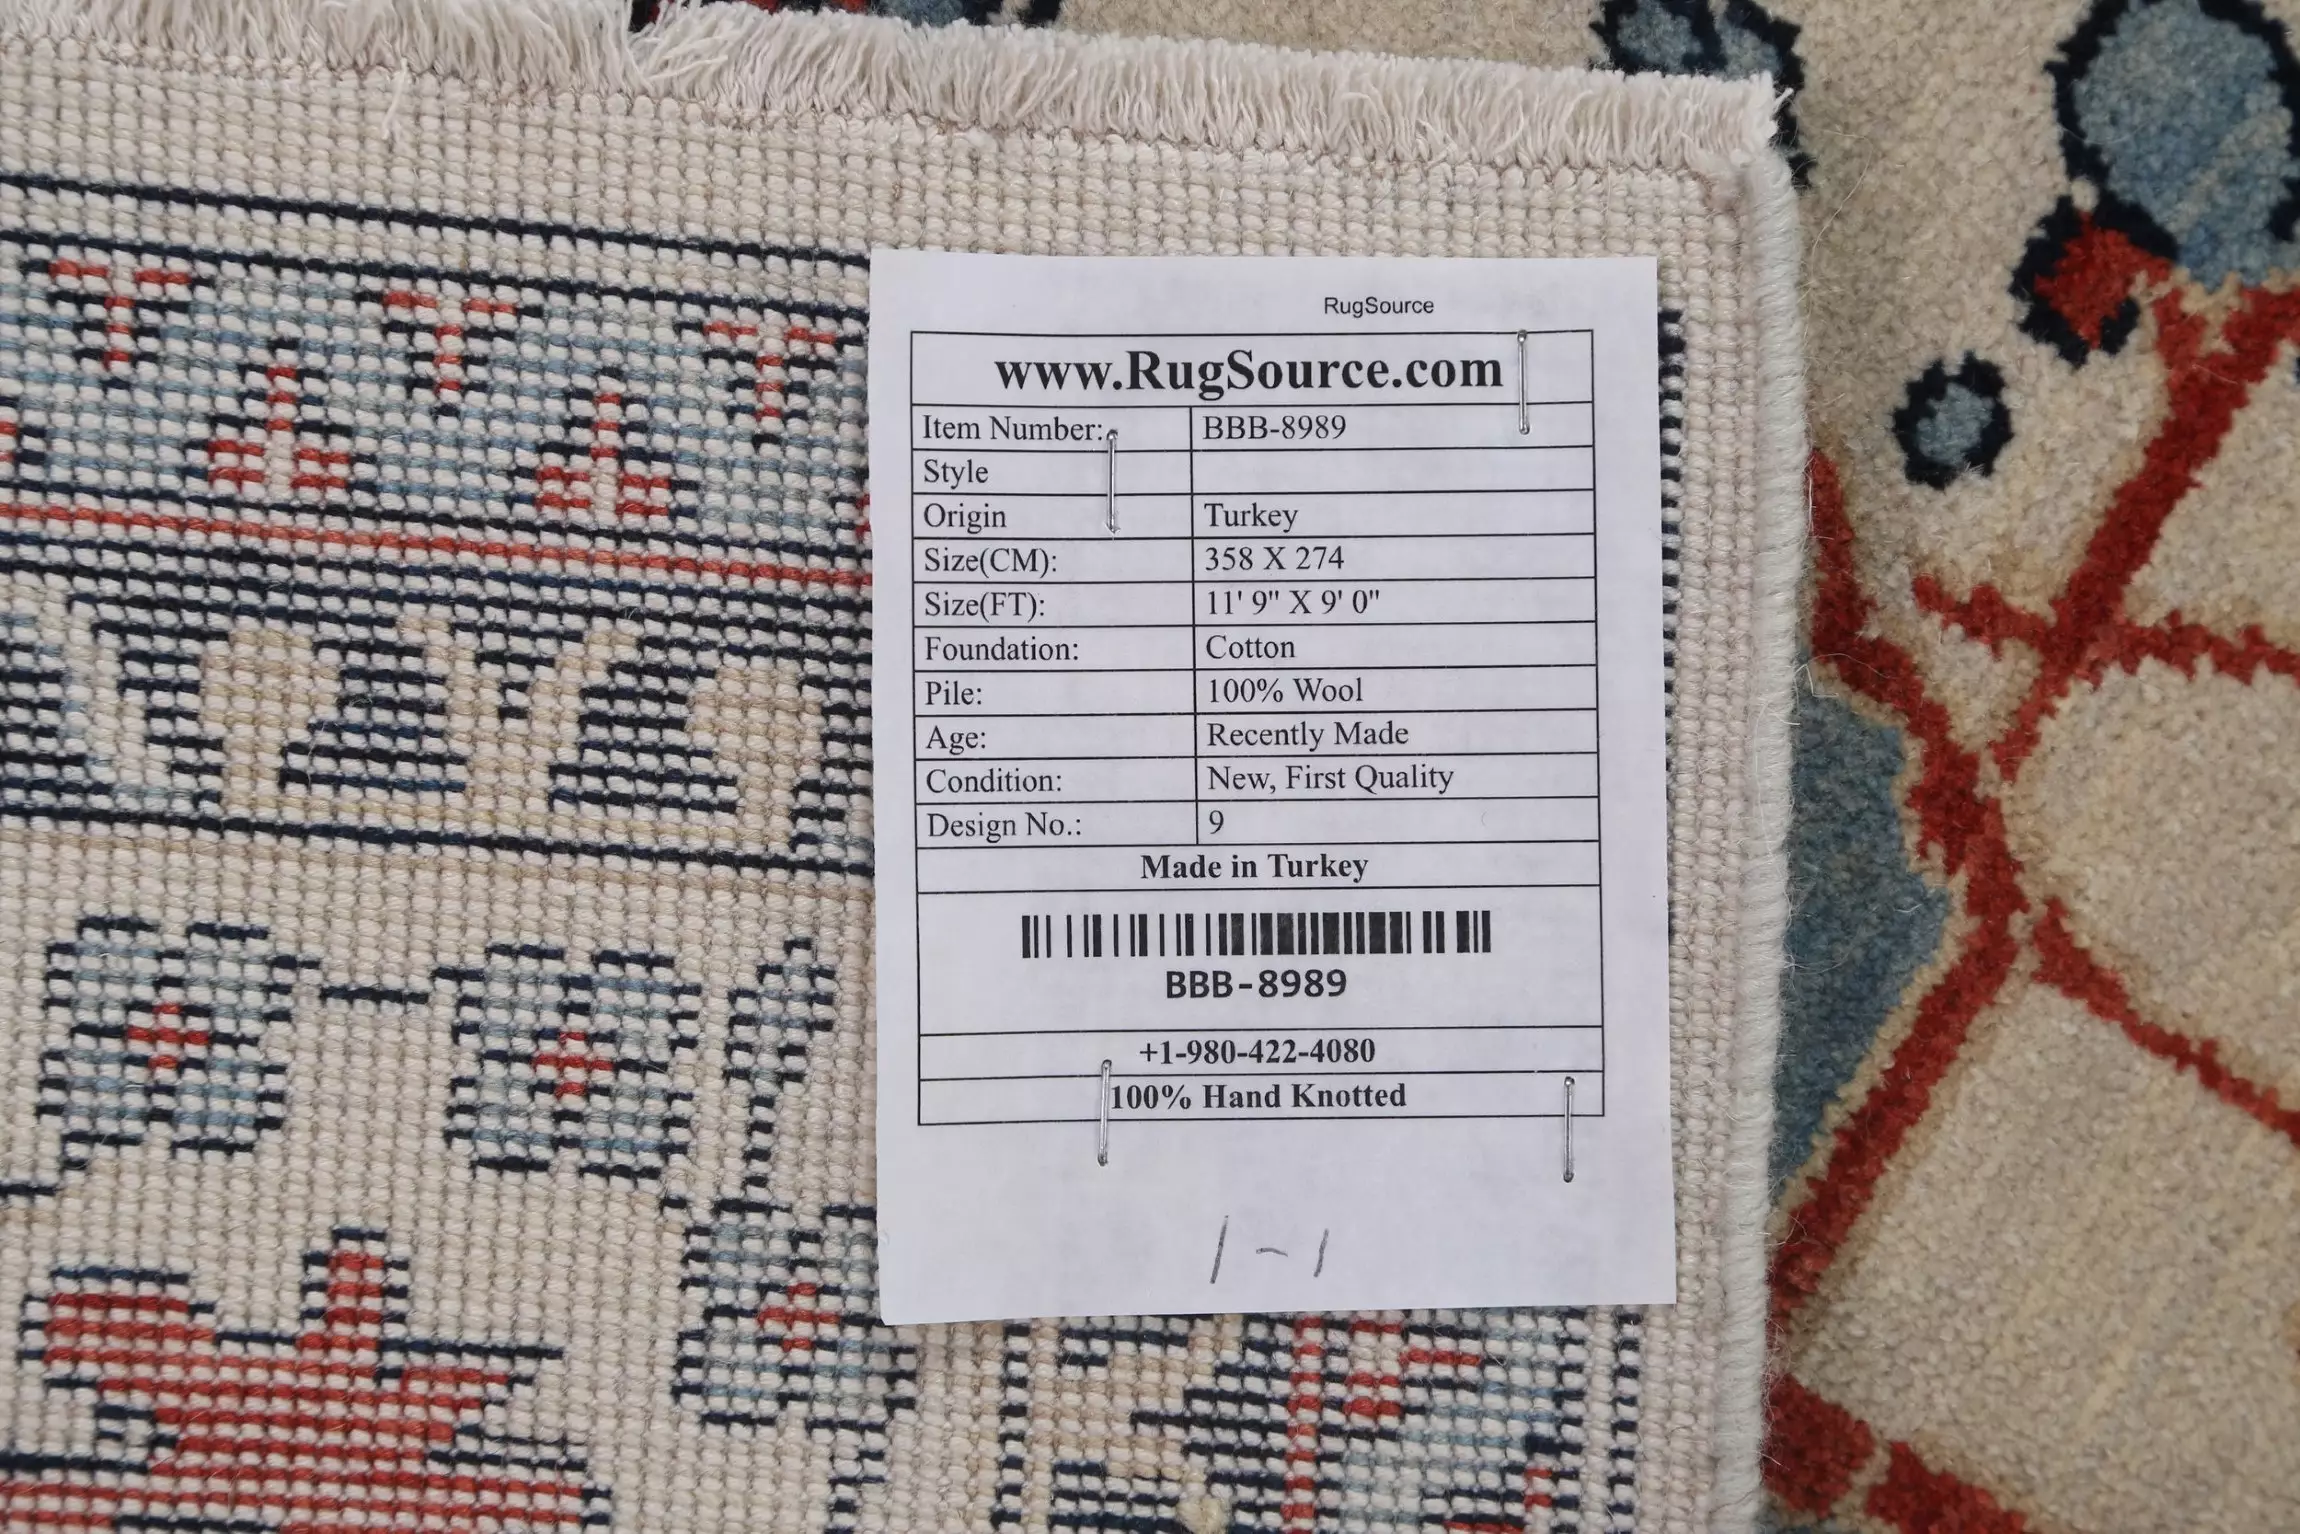 RugSource
www.RugSource.com
Item Number: BBB-8989
Style
Origin Turkey
Size(CM): 358 X 274
Size(FT): 11' 9" X 9' 0"
Foundation: Cotton
Pile: 100% Wool
Age: Recently Made
Condition: New, First Quality
Design No.: 9
Made in Turkey
BBB-8989
+1-980-422-4080
100% Hand Knotted
1-1